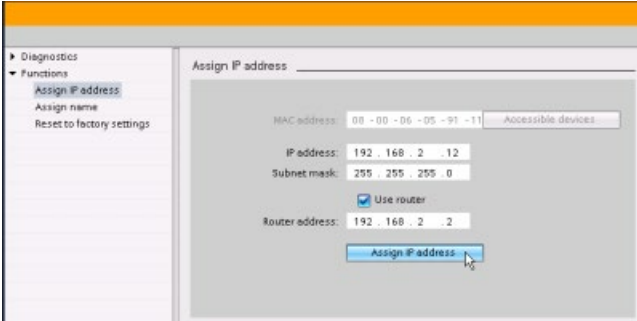 Diagnostics
Functions
Assign IP address
Assign name
Reset to factory settings
Assign IP address
MAC address: 08 -00 -06 -05 -91 -11 Accessible devices
IP address: 192 . 168 . 2 . 12
Subnet mask: 255 . 255 . 255 . 0
Use router
Router address: 192 . 168 . 2 . 2
Assign IP address